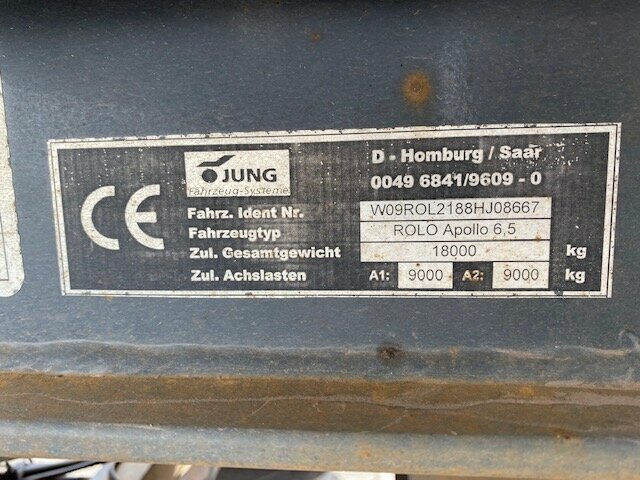 JUNG
Fahrzeug-Systeme
D - Homburg / Saar
0049 6841/9609 - 0
CE
Fahrz. Ident Nr. W09ROL2188HJ08667
Fahrzeugtyp ROLO Apollo 6,5
Zul. Gesamtgewicht 18000 kg
Zul. Achslasten A1: 9000 A2: 9000 kg